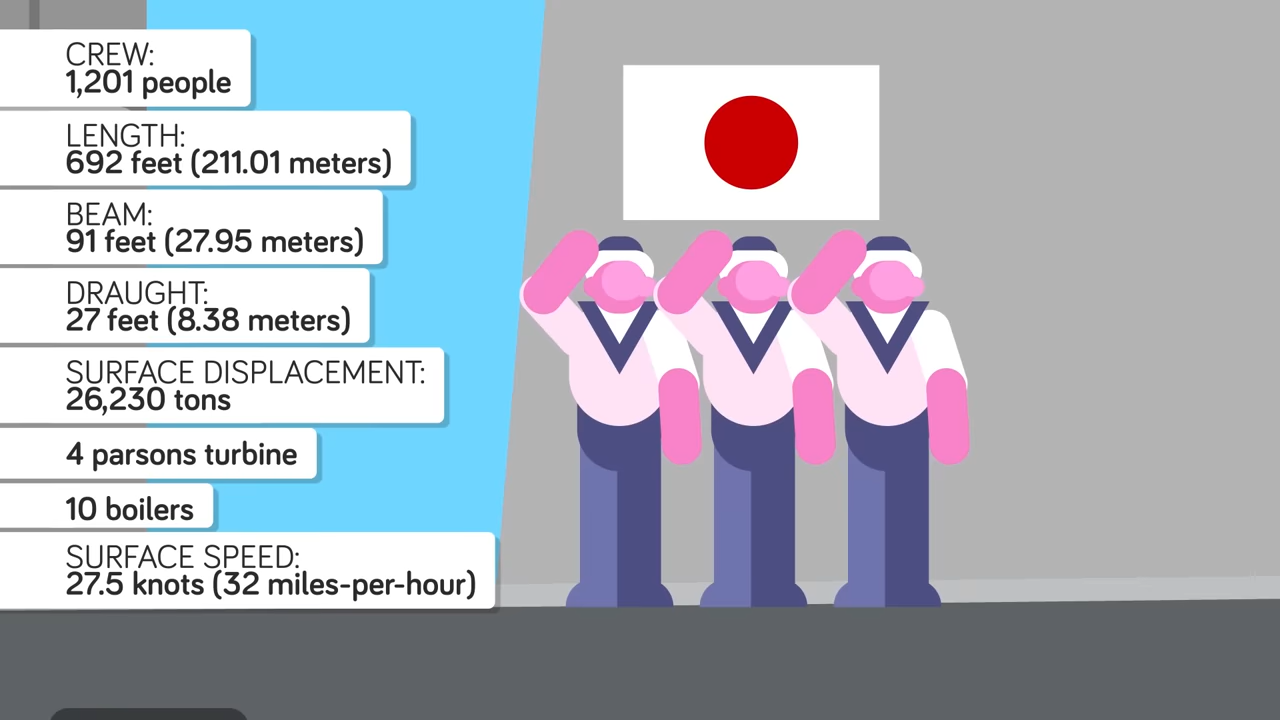 CREW:
1,201 people
LENGTH:
692 feet (211.01 meters)
BEAM:
91 feet (27.95 meters)
DRAUGHT:
27 feet (8.38 meters)
SURFACE DISPLACEMENT:
26,230 tons
4 parsons turbine
10 boilers
SURFACE SPEED:
27.5 knots (32 miles-per-hour)